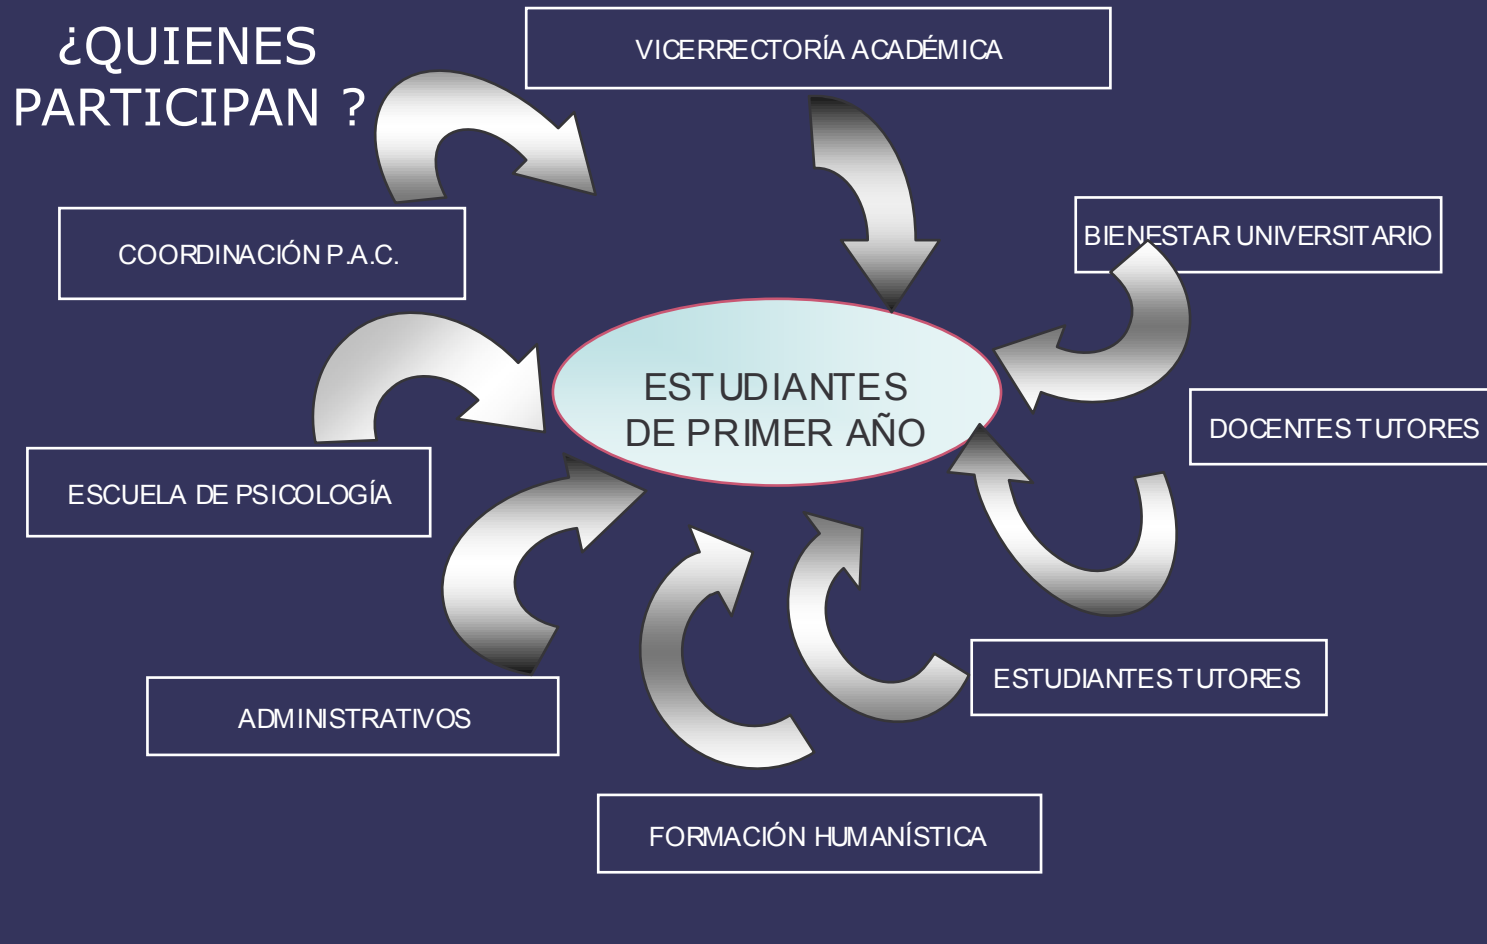 ¿QUIENES
PARTICIPAN ?
VICERRECTORÍA ACADÉMICA
COORDINACIÓN P.A.C.
BIENESTAR UNIVERSITARIO
ESTUDIANTES
DE PRIMER AÑO
DOCENTES TUTORES
ESCUELA DE PSICOLOGÍA
ESTUDIANTES TUTORES
ADMINISTRATIVOS
FORMACIÓN HUMANÍSTICA